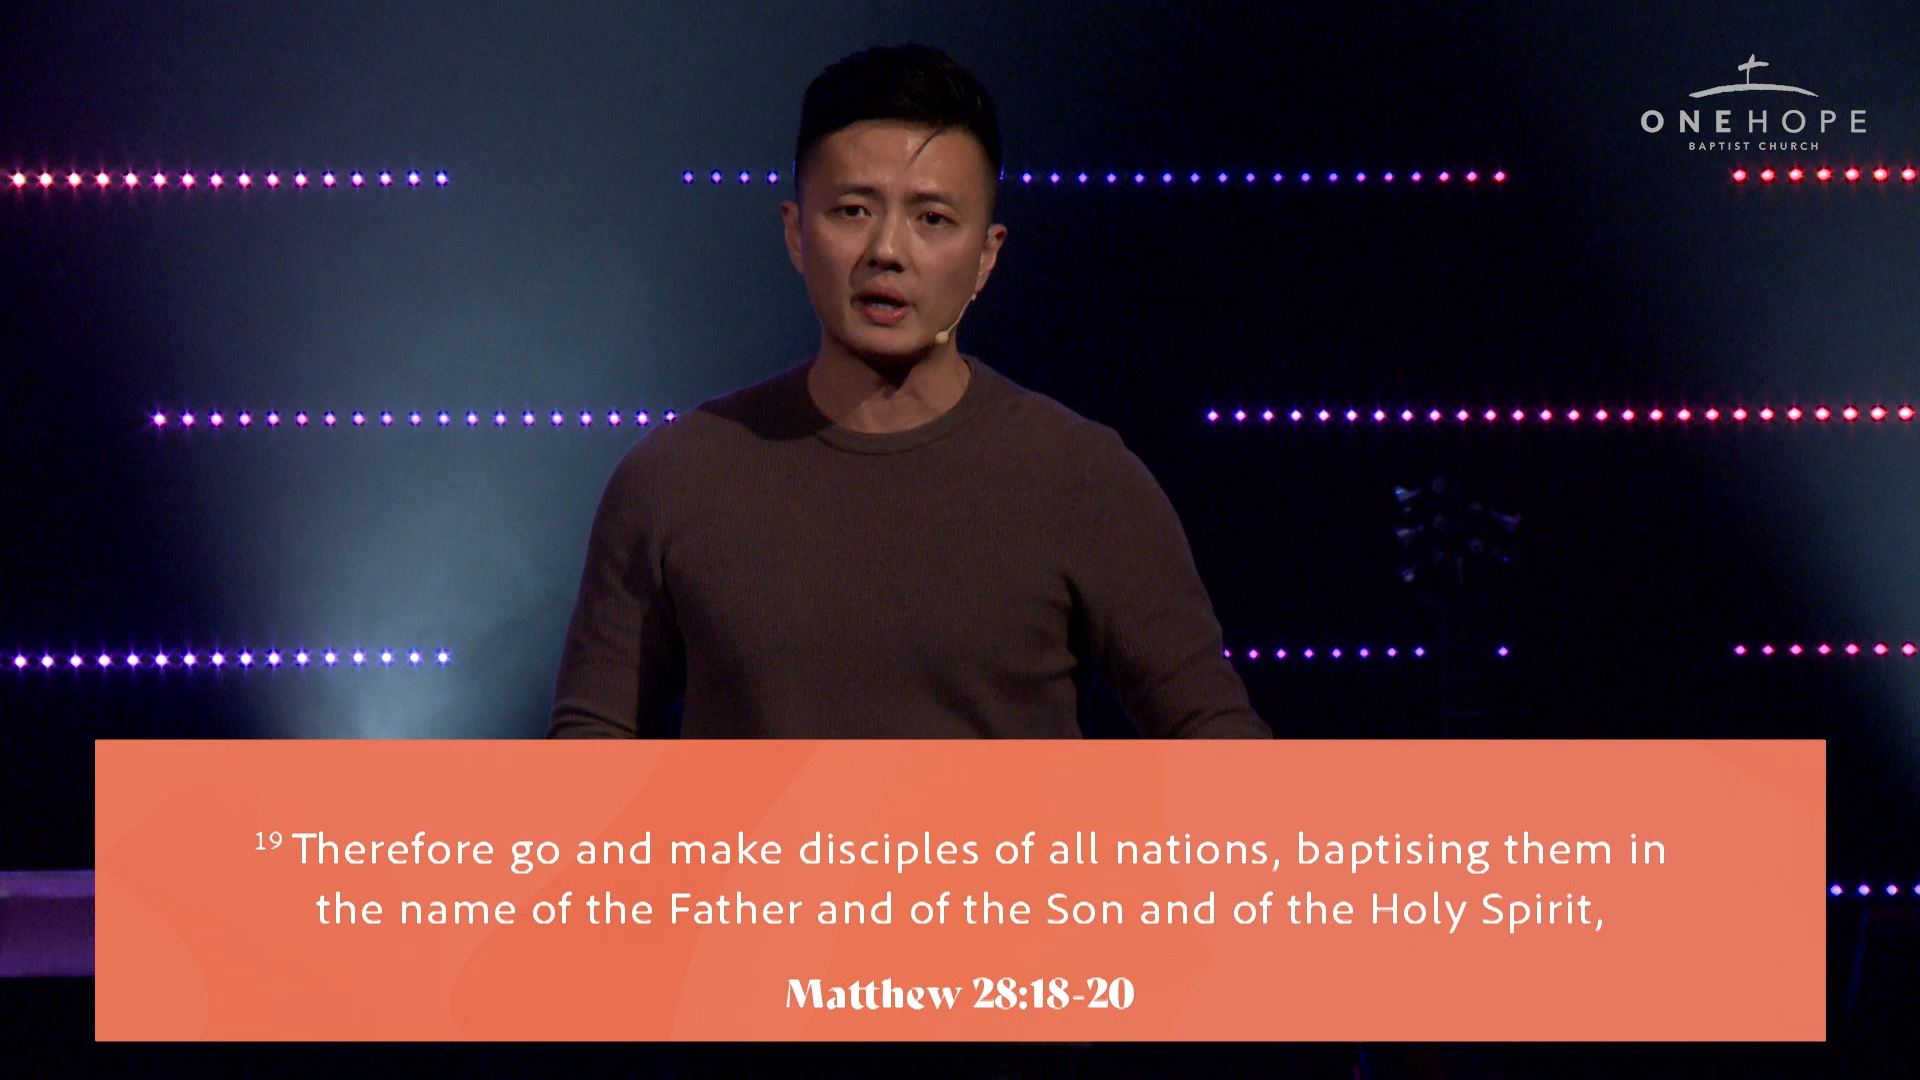 ONEHOPE
BAPTIST CHURCH
19 Therefore go and make disciples of all nations, baptising them in
the name of the Father and of the Son and of the Holy Spirit,
Matthew 28:18-20